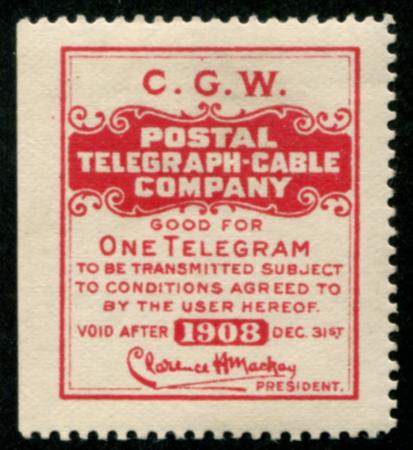 C. G. W.
POSTAL
TELEGRAPH-CABLE
COMPANY
GOOD FOR
ONE TELEGRAM
TO BE TRANSMITTED SUBJECT
TO CONDITIONS AGREED TO
BY THE USER HEREOF.
VOID AFTER 1908 DEC. 31ST
Clarence H Mackay
PRESIDENT.